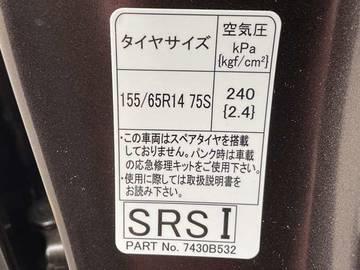 タイヤサイズ 空気圧
kPa
{kgf/cm²}
155/65R14 75S 240
{2.4}
・この車両はスペアタイヤを搭載
しておりません。パンク時は車載
の応急修理キットをご使用下さい。
・使用に際しては取扱説明書を
お読み下さい。
SRS I
PART No. 7430B532